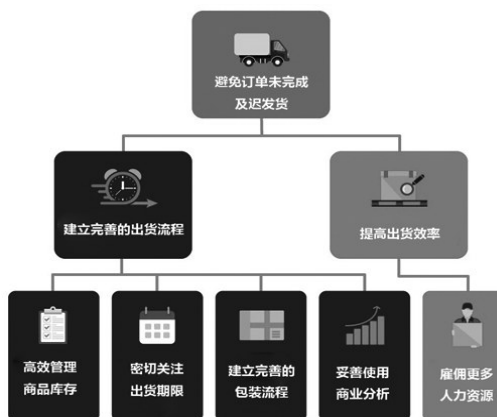 避免订单未完成
及迟发货
建立完善的出货流程
提高出货效率
高效管理
商品库存
密切关注
出货期限
建立完善的
包装流程
妥善使用
商业分析
雇佣更多
人力资源